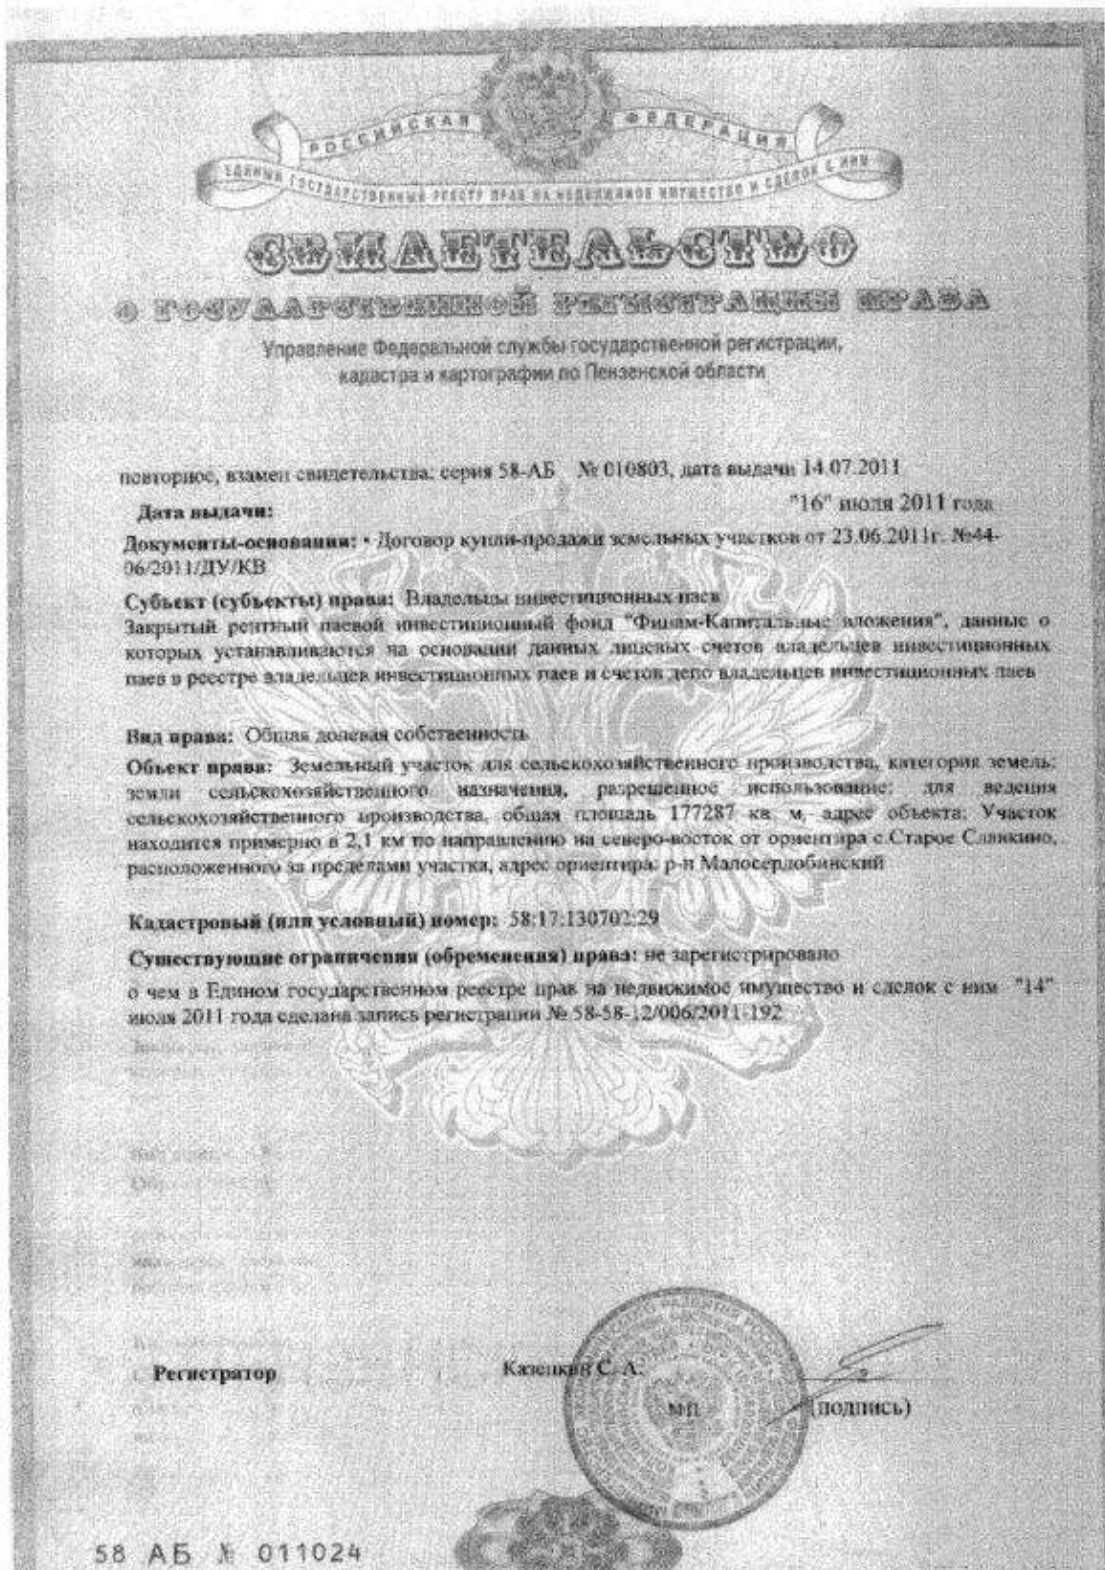 РОССИЙСКАЯ ФЕДЕРАЦИЯ
ЕДИНЫЙ ГОСУДАРСТВЕННЫЙ РЕЕСТР ПРАВ НА НЕДВИЖИМОЕ ИМУЩЕСТВО И СДЕЛОК С НИМ
СВИДЕТЕЛЬСТВО
О ГОСУДАРСТВЕННОЙ РЕГИСТРАЦИИ ПРАВА
Управление Федеральной службы государственной регистрации,
кадастра и картографии по Пензенской области
повторное, взамен свидетельства: серия 58-АБ № 010803, дата выдачи 14.07.2011
Дата выдачи: "16" июля 2011 года
Документы-основания: • Договор купли-продажи земельных участков от 23.06.2011г. №44-
06/2011/ДУ/КВ
Субъект (субъекты) права: Владельцы инвестиционных паев
Закрытый рентный паевой инвестиционный фонд "Финам-Капитальные вложения", данные о
которых устанавливаются на основании данных лицевых счетов владельцев инвестиционных
паев в реестре владельцев инвестиционных паев и счетов депо владельцев инвестиционных паев
Вид права: Общая долевая собственность
Объект права: Земельный участок для сельскохозяйственного производства, категория земель:
земли сельскохозяйственного назначения, разрешенное использование: для ведения
сельскохозяйственного производства, общая площадь 177287 кв. м, адрес объекта: Участок
находится примерно в 2,1 км по направлению на северо-восток от ориентира с.Старое Славкино,
расположенного за пределами участка, адрес ориентира: р-н Малосердобинский
Кадастровый (или условный) номер: 58:17:130702:29
Существующие ограничения (обременения) права: не зарегистрировано
о чем в Едином государственном реестре прав на недвижимое имущество и сделок с ним "14"
июля 2011 года сделана запись регистрации № 58-58-12/006/2011-192
Регистратор Казенкин С. А.
М.П. (подпись)
58 АБ № 011024